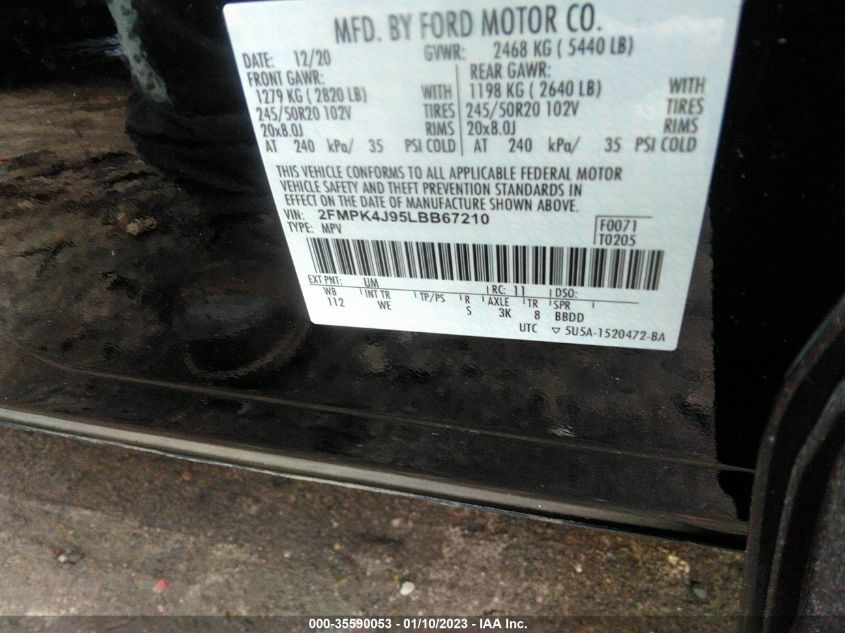 MFD. BY FORD MOTOR CO.
DATE: 12/20 GVWR: 2468 KG ( 5440 LB)
FRONT GAWR: REAR GAWR:
1279 KG ( 2820 LB) WITH 1198 KG ( 2640 LB) WITH
245/50R20 102V TIRES 245/50R20 102V TIRES
20x8.0J RIMS 20x8.0J RIMS
AT 240 kPa/ 35 PSI COLD AT 240 kPa/ 35 PSI COLD
THIS VEHICLE CONFORMS TO ALL APPLICABLE FEDERAL MOTOR
VEHICLE SAFETY AND THEFT PREVENTION STANDARDS IN
EFFECT ON THE DATE OF MANUFACTURE SHOWN ABOVE.
VIN: 2FMPK4J95LBB67210 F0071
TYPE: MPV T0205
EXT PNT: UM RC: 11 DSO:
WB INT TR TP/PS R AXLE TR SPR
112 WE S 3K 8 BBDD
UTC ▽ 5U5A-1520472-BA
000-35590053 - 01/10/2023 - IAA Inc.